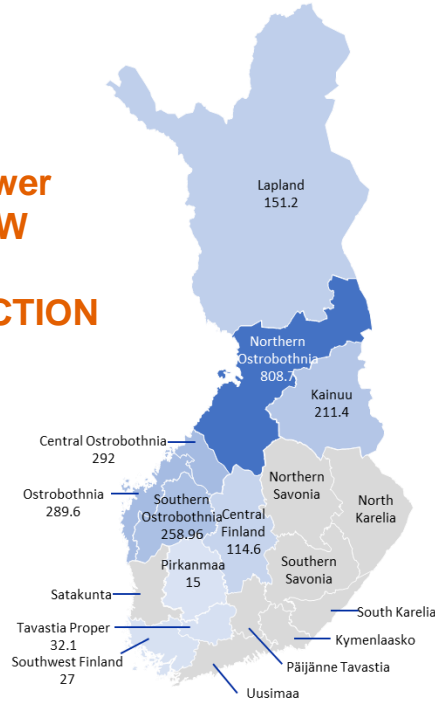 wer
W
CTION
Lapland
151.2
Northern
Ostrobothnia
808.7
Kainuu
211.4
Central Ostrobothnia
292
Ostrobothnia
289.6
Southern
Ostrobothnia
258.96
Central
Finland
114.6
Northern
Savonia
North
Karelia
Pirkanmaa
15
Southern
Savonia
Satakunta
South Karelia
Tavastia Proper
32.1
Kymenlaasko
Southwest Finland
27
Päijänne Tavastia
Uusimaa